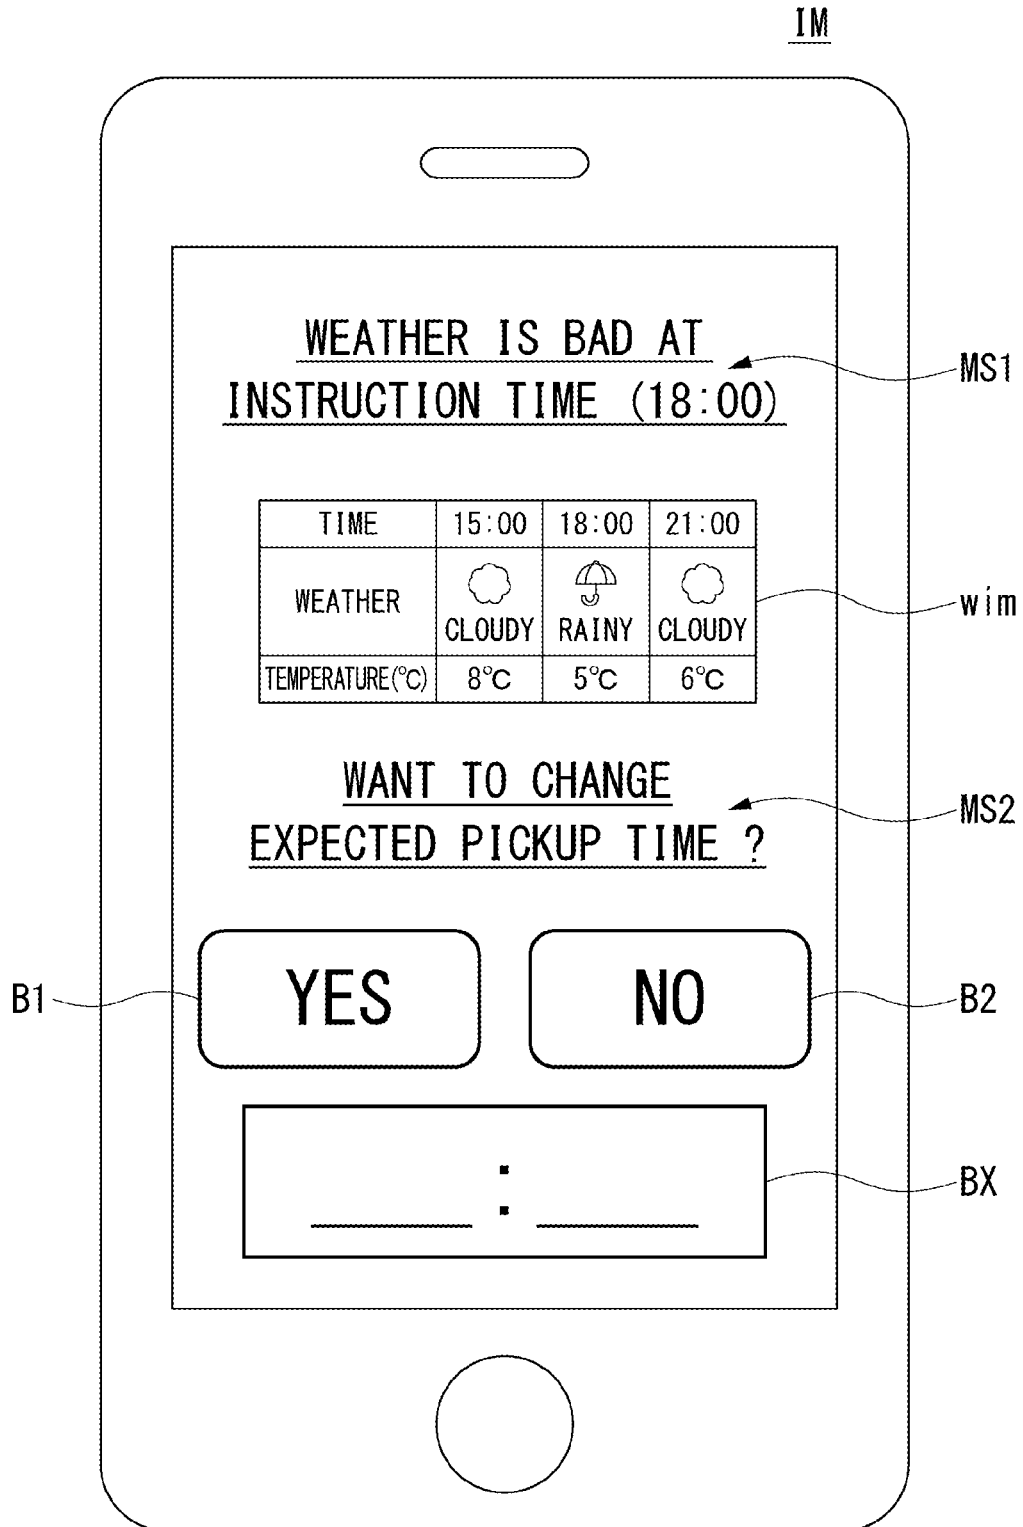 IM
WEATHER IS BAD AT
INSTRUCTION TIME (18:00)
MS1
TIME 15:00 18:00 21:00
WEATHER CLOUDY RAINY CLOUDY
wim
TEMPERATURE(℃) 8℃ 5℃ 6℃
WANT TO CHANGE
EXPECTED PICKUP TIME ?
MS2
B1 YES NO B2
: BX